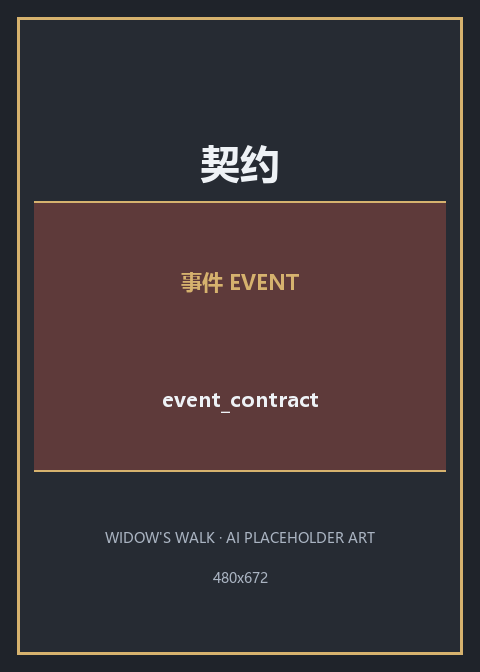 契约
事件 EVENT
event_contract
WIDOW'S WALK · AI PLACEHOLDER ART
480x672